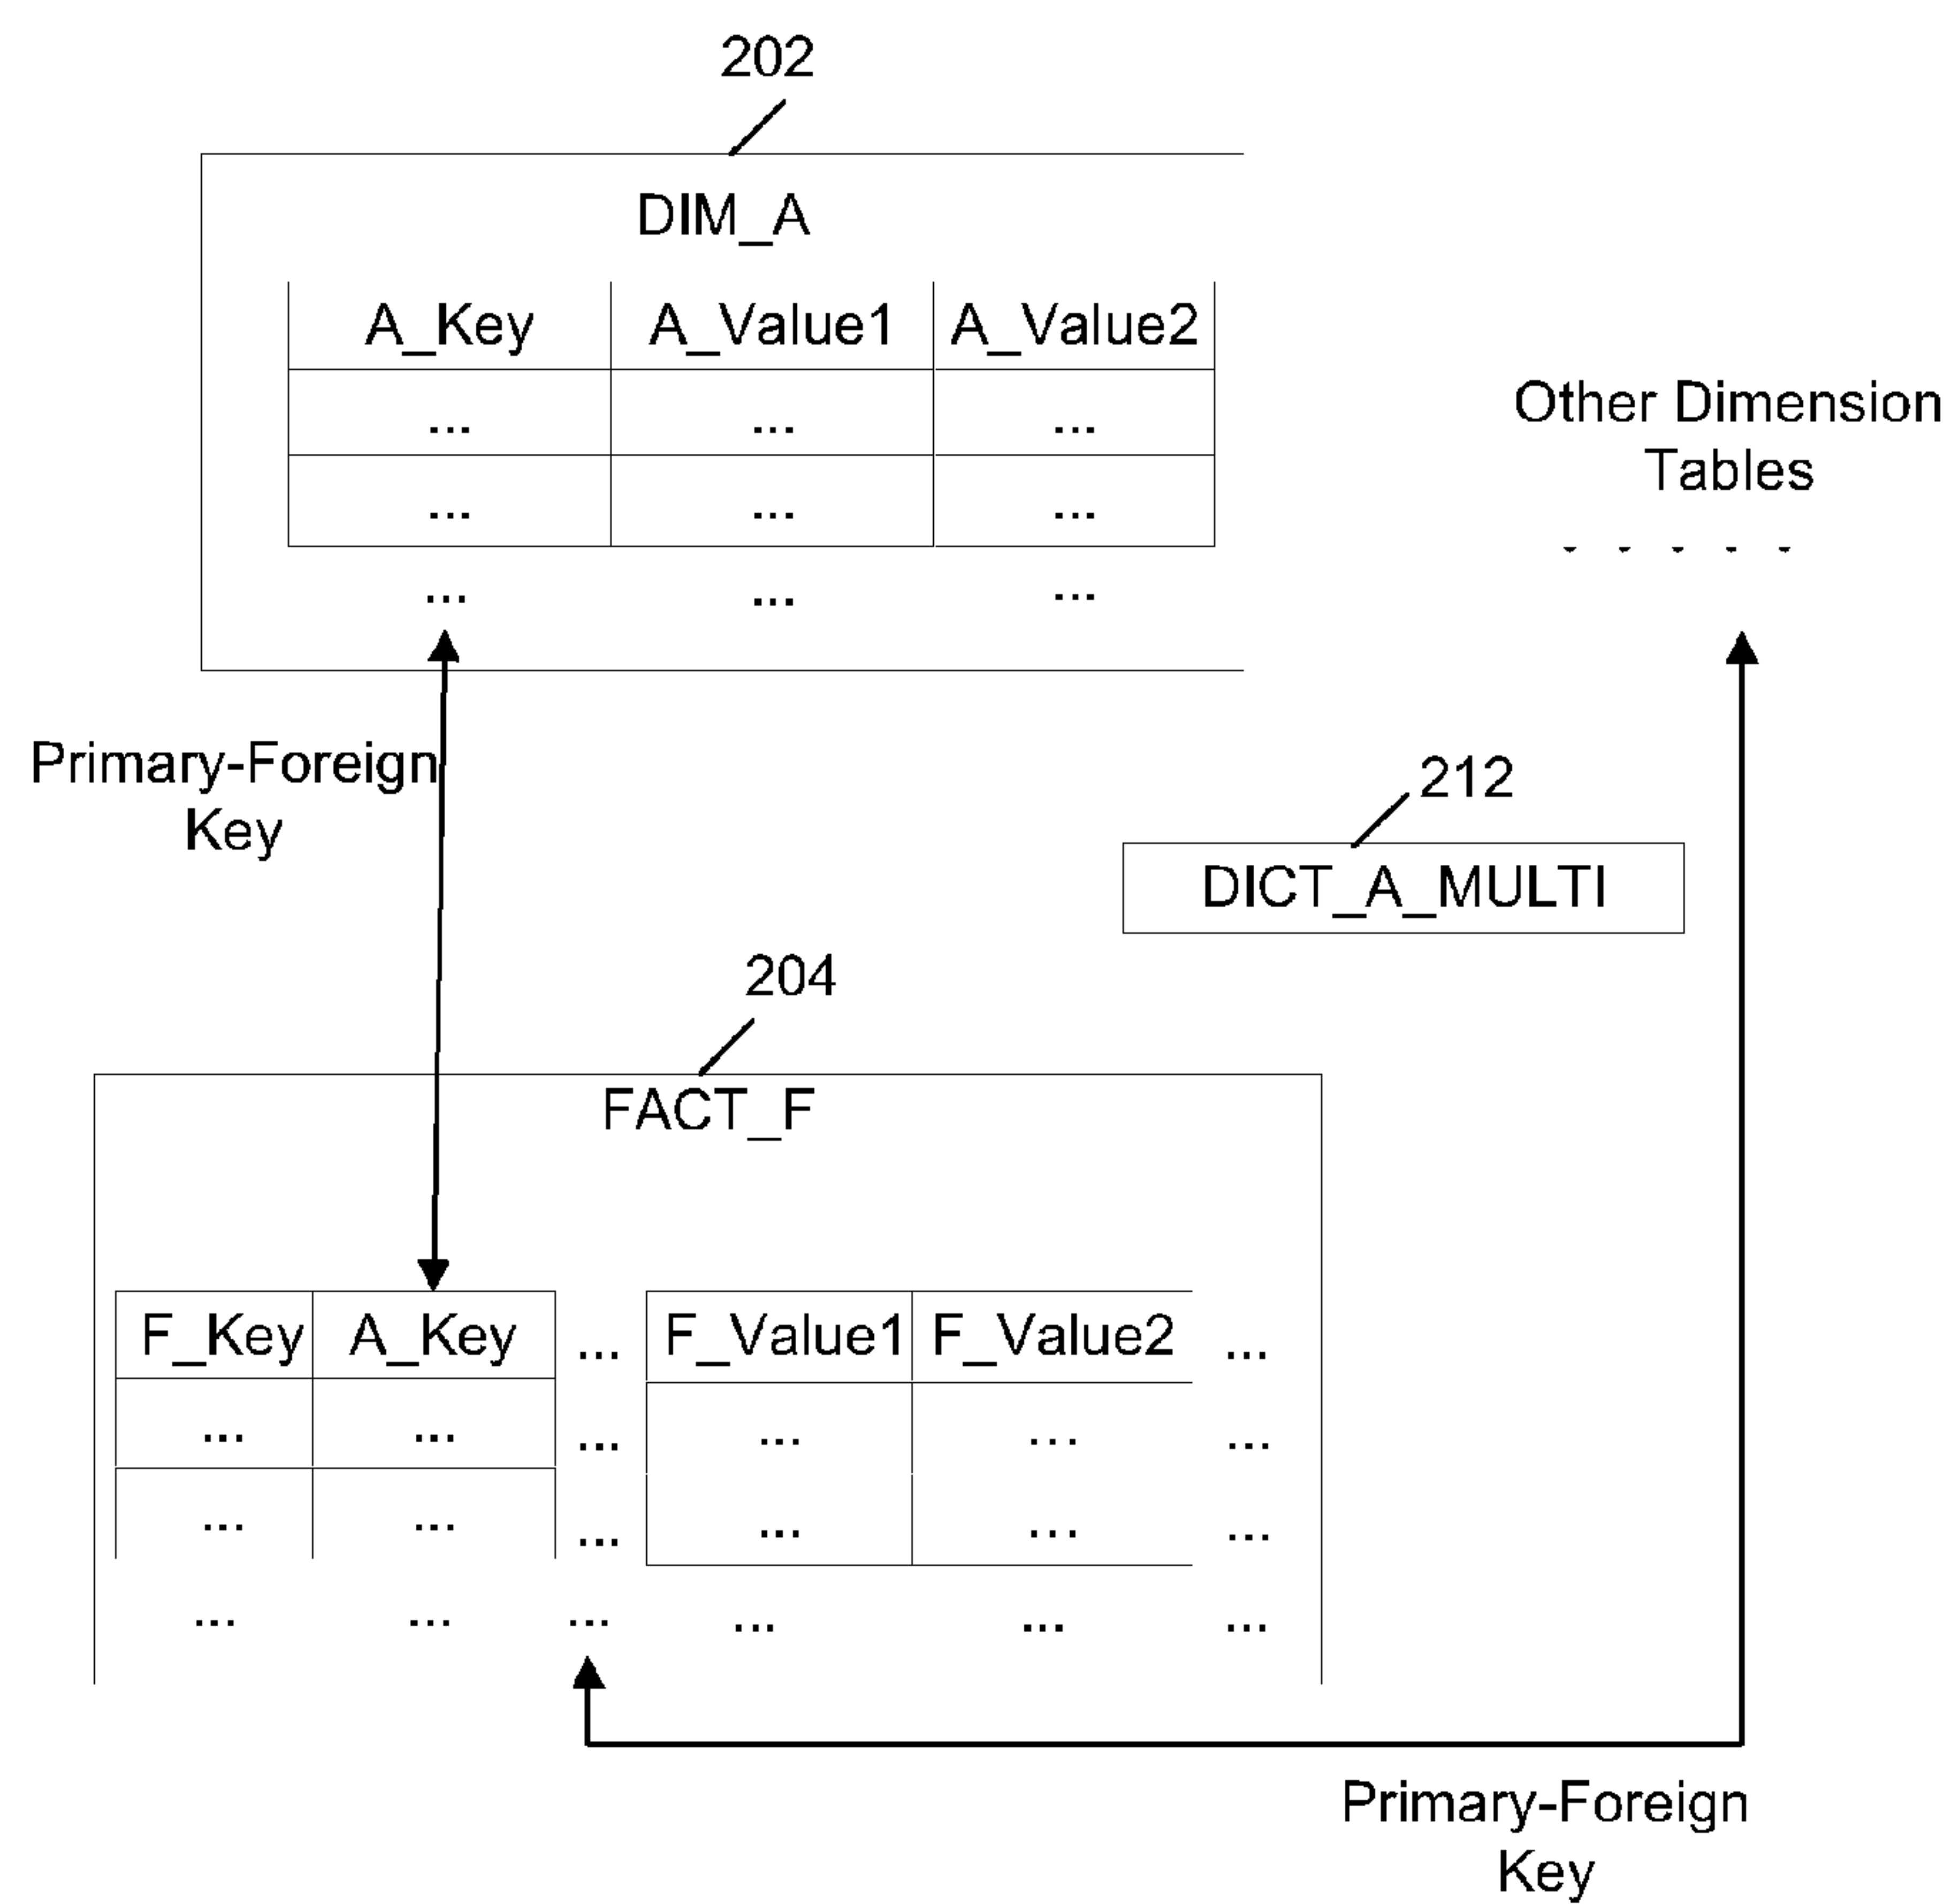 202
DIM_A
A_Key A_Value1 A_Value2
... ... ...
... ... ...
... ... ...
Other Dimension
Tables
. . . . .
Primary-Foreign
Key
212
DICT_A_MULTI
204
FACT_F
F_Key A_Key ... F_Value1 F_Value2 ...
... ... ... ... ... ...
... ... ... ... ... ...
... ... ... ... ... ...
Primary-Foreign
Key